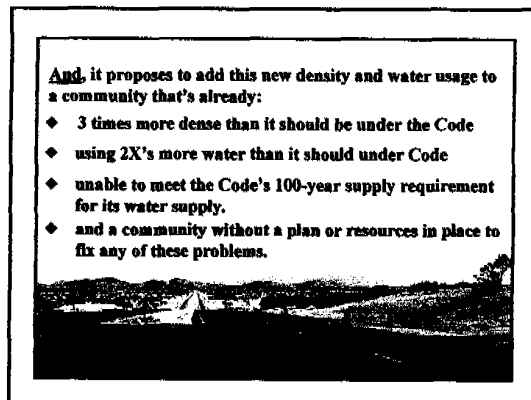 And, it proposes to add this new density and water usage to
a community that's already:
◆ 3 times more dense than it should be under the Code
◆ using 2X's more water than it should under Code
◆ unable to meet the Code's 100-year supply requirement
for its water supply.
◆ and a community without a plan or resources in place to
fix any of these problems.